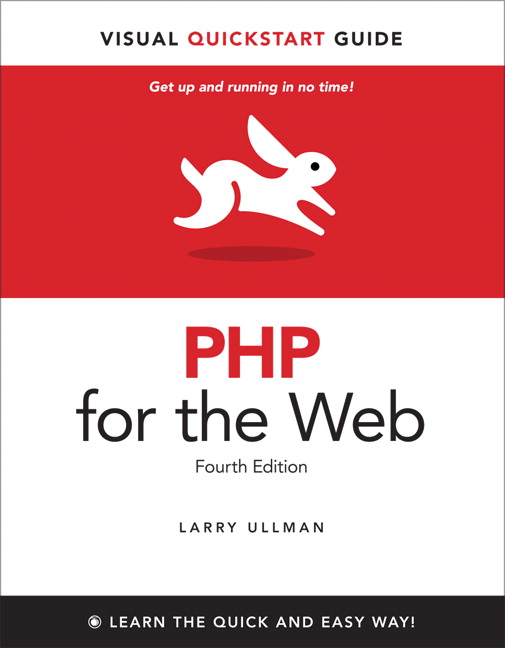 VISUAL QUICKSTART GUIDE
Get up and running in no time!
PHP
for the Web
Fourth Edition
LARRY ULLMAN
LEARN THE QUICK AND EASY WAY!